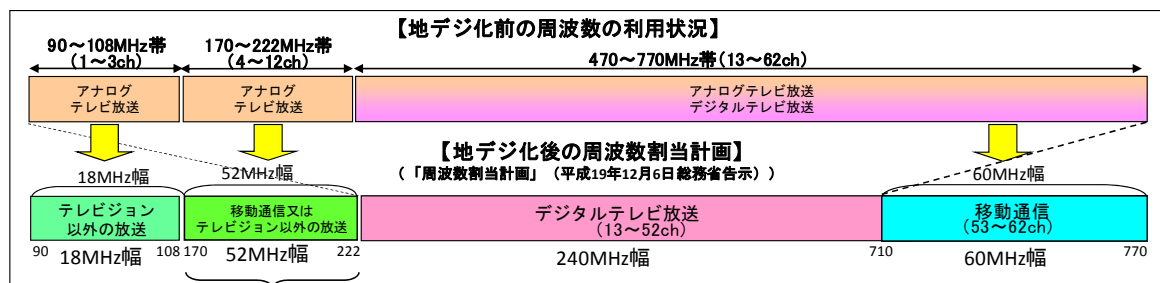 【地デジ化前の周波数の利用状況】
90～108MHz帯
(1～3ch)
170～222MHz帯
(4～12ch)
470～770MHz帯(13～62ch)
アナログ
テレビ放送
アナログ
テレビ放送
アナログテレビ放送
デジタルテレビ放送
【地デジ化後の周波数割当計画】
(「周波数割当計画」(平成19年12月6日総務省告示))
18MHz幅
52MHz幅
60MHz幅
テレビジョン
以外の放送
移動通信又は
テレビジョン以外の放送
デジタルテレビ放送
(13～52ch)
移動通信
(53～62ch)
90 18MHz幅 108 170 52MHz幅 222 240MHz幅 710 60MHz幅 770